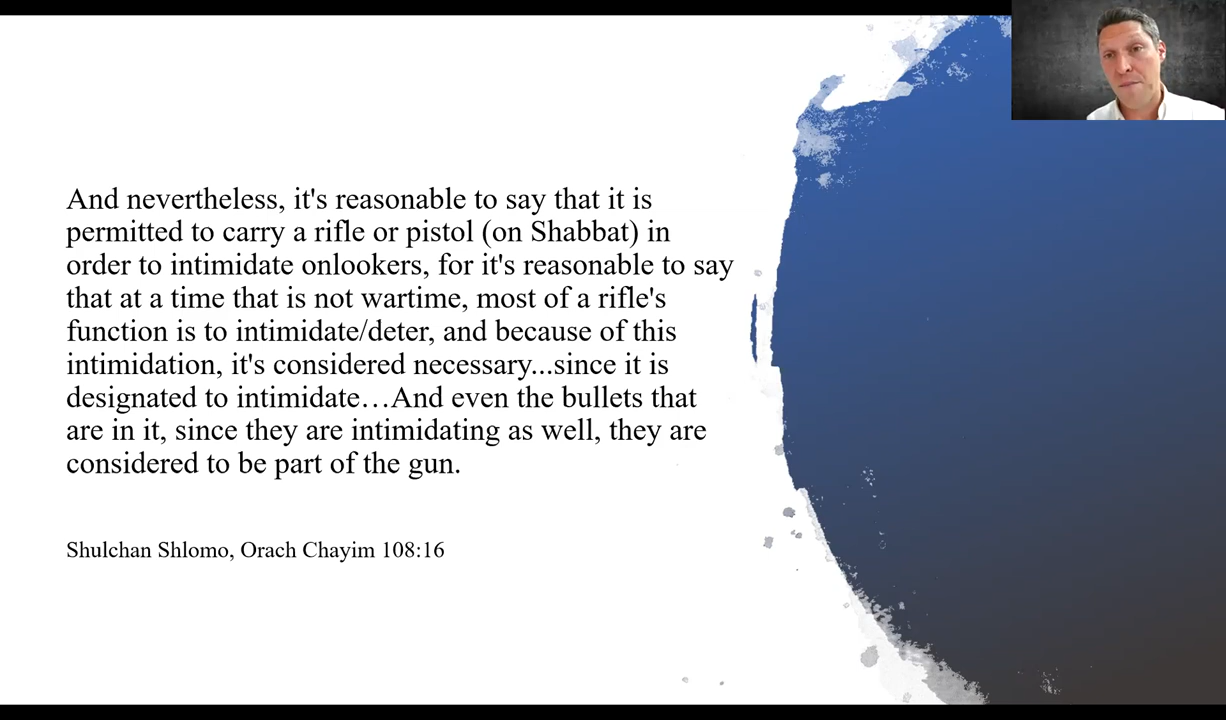 And nevertheless, it's reasonable to say that it is
permitted to carry a rifle or pistol (on Shabbat) in
order to intimidate onlookers, for it's reasonable to say
that at a time that is not wartime, most of a rifle's
function is to intimidate/deter, and because of this
intimidation, it's considered necessary...since it is
designated to intimidate…And even the bullets that
are in it, since they are intimidating as well, they are
considered to be part of the gun.
Shulchan Shlomo, Orach Chayim 108:16